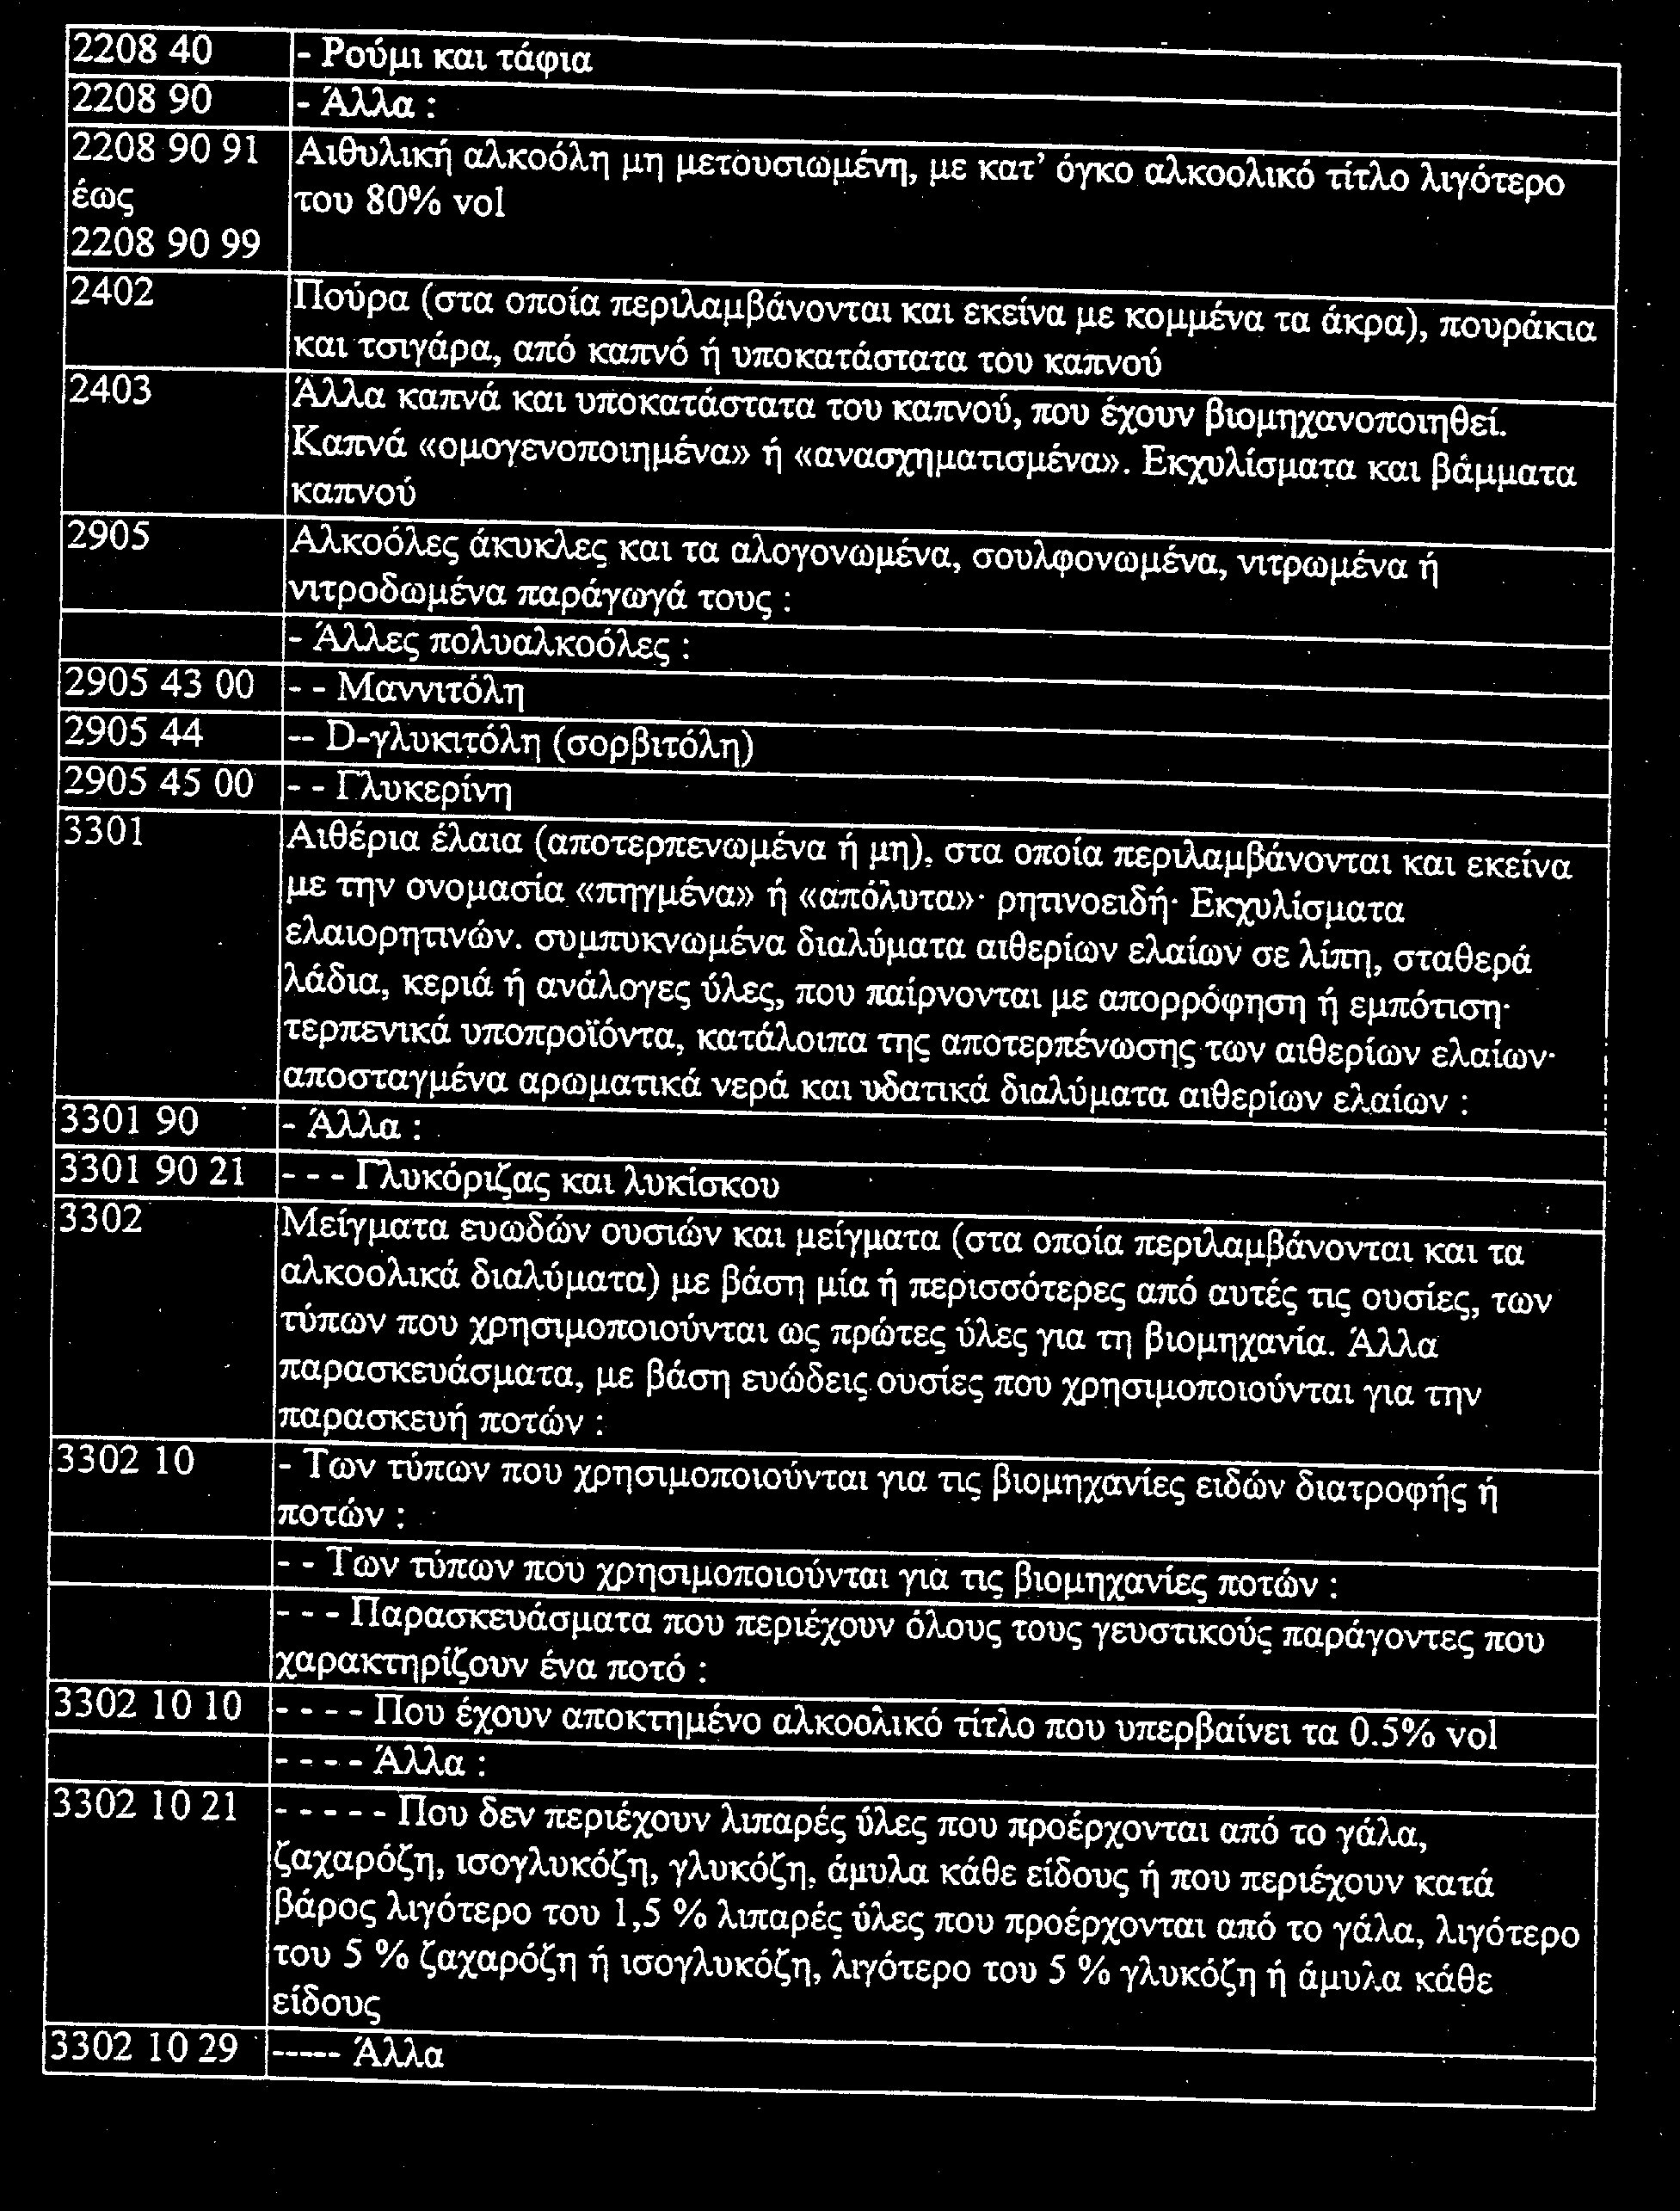 2208 40 - Ρούμι και τάφια
2208 90 - Άλλα :
2208 90 91 Αιθυλική αλκοόλη μη μετουσιωμένη, με κατ’ όγκο αλκοολικό τίτλο λιγότερο
έως του 80% vol
2208 90 99
2402 Πούρα (στα οποία περιλαμβάνονται και εκείνα με κομμένα τα άκρα), πουράκια
και τσιγάρα, από καπνό ή υποκατάστατα του καπνού
2403 Άλλα καπνά και υποκατάστατα του καπνού, που έχουν βιομηχανοποιηθεί.
Καπνά «ομογενοποιημένα» ή «ανασχηματισμένα». Εκχυλίσματα και βάμματα
καπνού
2905 Αλκοόλες άκυκλες και τα αλογονωμένα, σουλφονωμένα, νιτρωμένα ή
νιτροδωμένα παράγωγά τους :
- Άλλες πολυαλκοόλες :
2905 43 00 - - Μαννιτόλη
2905 44 -- D-γλυκιτόλη (σορβιτόλη)
2905 45 00 - - Γλυκερίνη
3301 Αιθέρια έλαια (αποτερπενωμένα ή μη), στα οποία περιλαμβάνονται και εκείνα
με την ονομασία «πηγμένα» ή «απόλυτα»· ρητινοειδή· Εκχυλίσματα
ελαιορητινών. συμπυκνωμένα διαλύματα αιθερίων ελαίων σε λίπη, σταθερά
λάδια, κεριά ή ανάλογες ύλες, που παίρνονται με απορρόφηση ή εμπότιση·
τερπενικά υποπροϊόντα, κατάλοιπα της αποτερπένωσης των αιθερίων ελαίων·
αποσταγμένα αρωματικά νερά και υδατικά διαλύματα αιθερίων ελαίων :
3301 90 - Άλλα :
3301 90 21 - - - Γλυκόριζας και λυκίσκου
3302 Μείγματα ευωδών ουσιών και μείγματα (στα οποία περιλαμβάνονται και τα
αλκοολικά διαλύματα) με βάση μία ή περισσότερες από αυτές τις ουσίες, των
τύπων που χρησιμοποιούνται ως πρώτες ύλες για τη βιομηχανία. Άλλα
παρασκευάσματα, με βάση ευώδεις ουσίες που χρησιμοποιούνται για την
παρασκευή ποτών :
3302 10 - Των τύπων που χρησιμοποιούνται για τις βιομηχανίες ειδών διατροφής ή
ποτών :
- - Των τύπων που χρησιμοποιούνται για τις βιομηχανίες ποτών :
- - - Παρασκευάσματα που περιέχουν όλους τους γευστικούς παράγοντες που
χαρακτηρίζουν ένα ποτό :
3302 10 10 - - - - Που έχουν αποκτημένο αλκοολικό τίτλο που υπερβαίνει τα 0.5% vol
- - - - Άλλα :
3302 10 21 - - - - - Που δεν περιέχουν λιπαρές ύλες που προέρχονται από το γάλα,
ζαχαρόζη, ισογλυκόζη, γλυκόζη, άμυλα κάθε είδους ή που περιέχουν κατά
βάρος λιγότερο του 1,5 % λιπαρές ύλες που προέρχονται από το γάλα, λιγότερο
του 5 % ζαχαρόζη ή ισογλυκόζη, λιγότερο του 5 % γλυκόζη ή άμυλα κάθε
είδους
3302 10 29 ----- Άλλα